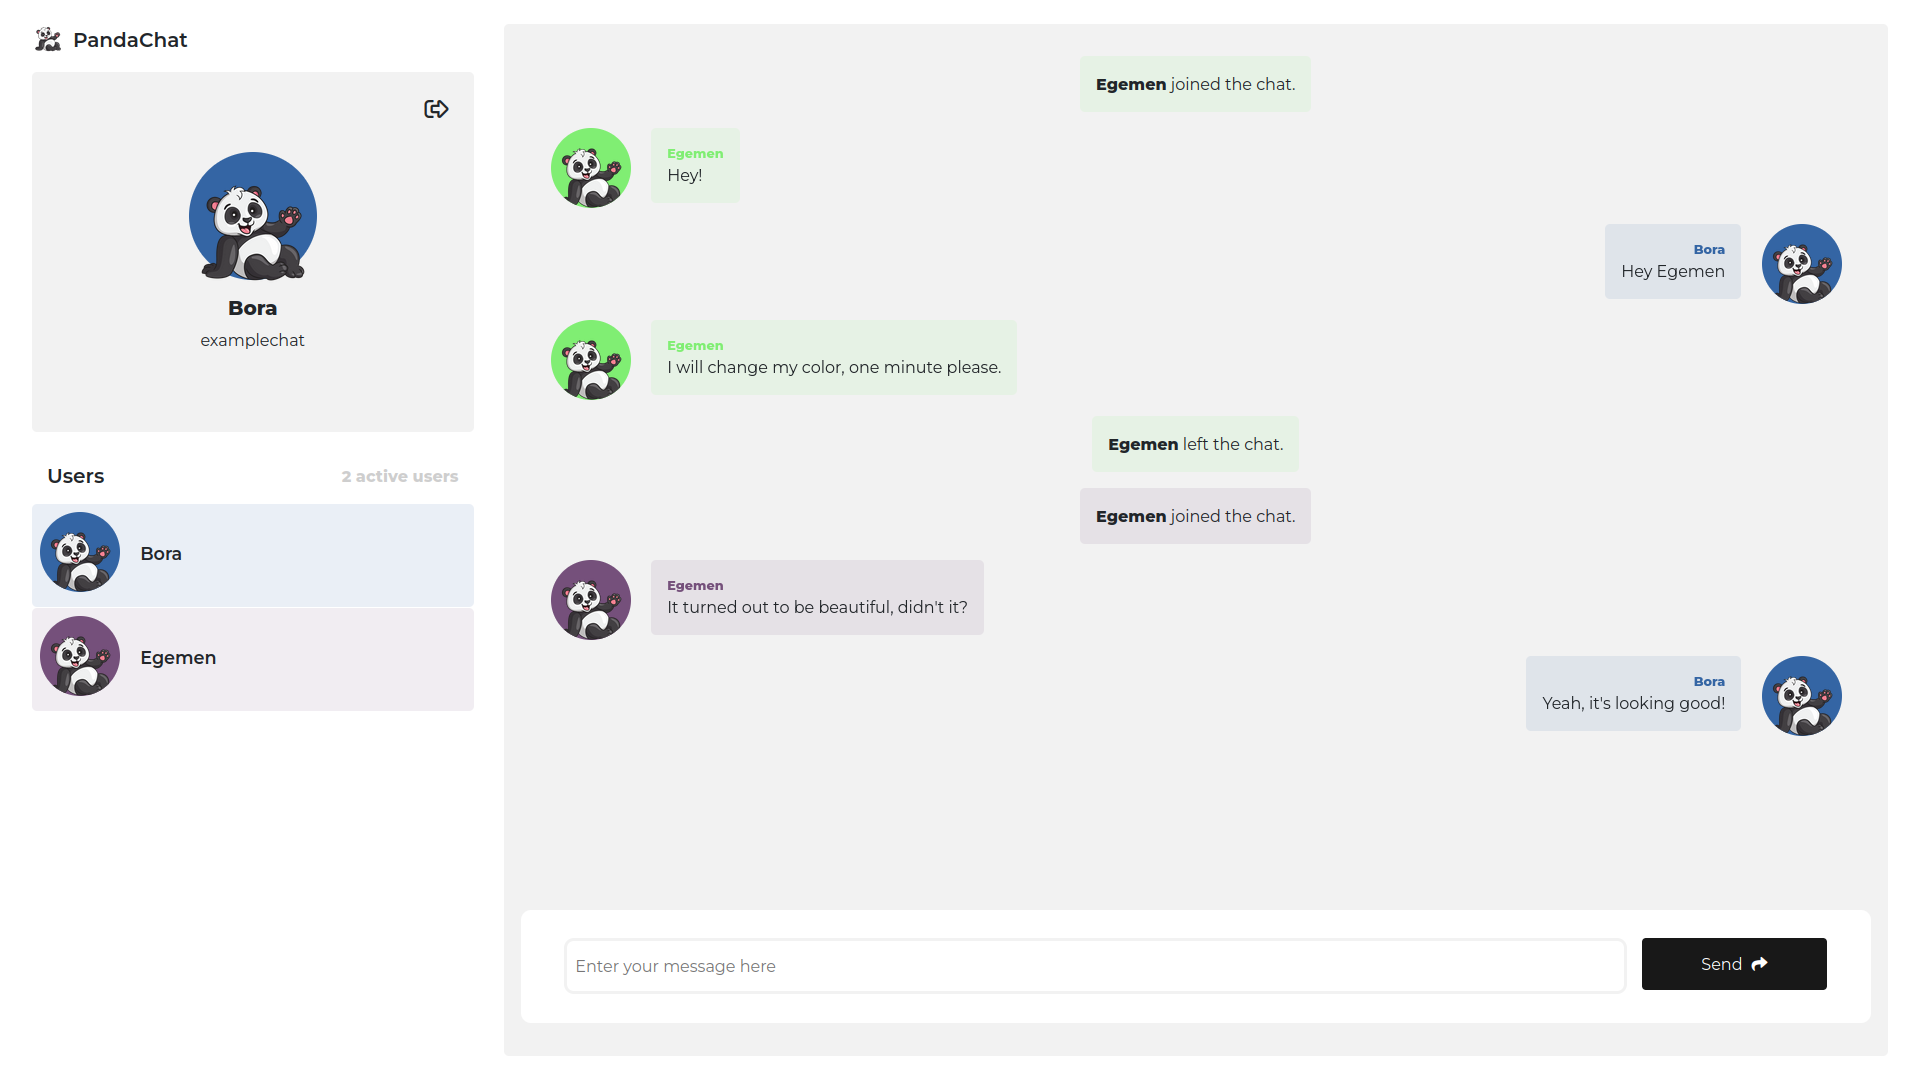 PandaChat
Bora
examplechat
Users
2 active users
Bora
Egemen
Egemen joined the chat.
Egemen
Hey!
Bora
Hey Egemen
Egemen
I will change my color, one minute please.
Egemen left the chat.
Egemen joined the chat.
Egemen
It turned out to be beautiful, didn't it?
Bora
Yeah, it's looking good!
Enter your message here
Send